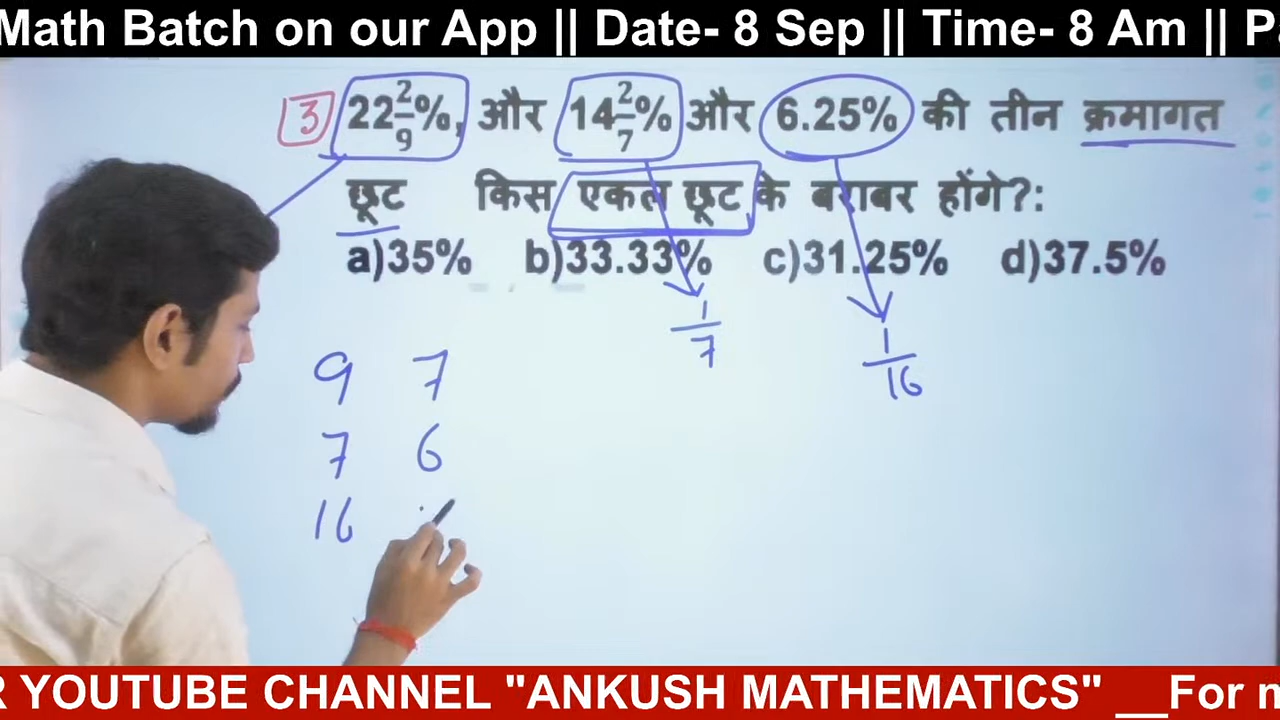 Math Batch on our App || Date- 8 Sep || Time- 8 Am ||
3 22 2/9%, और 14 2/7% और 6.25% की तीन क्रमागत
छूट किस एकल छूट के बराबर होंगे?:
a)35% b)33.33% c)31.25% d)37.5%
1/7 1/16
9 7
7 6
16
R YOUTUBE CHANNEL "ANKUSH MATHEMATICS" __For